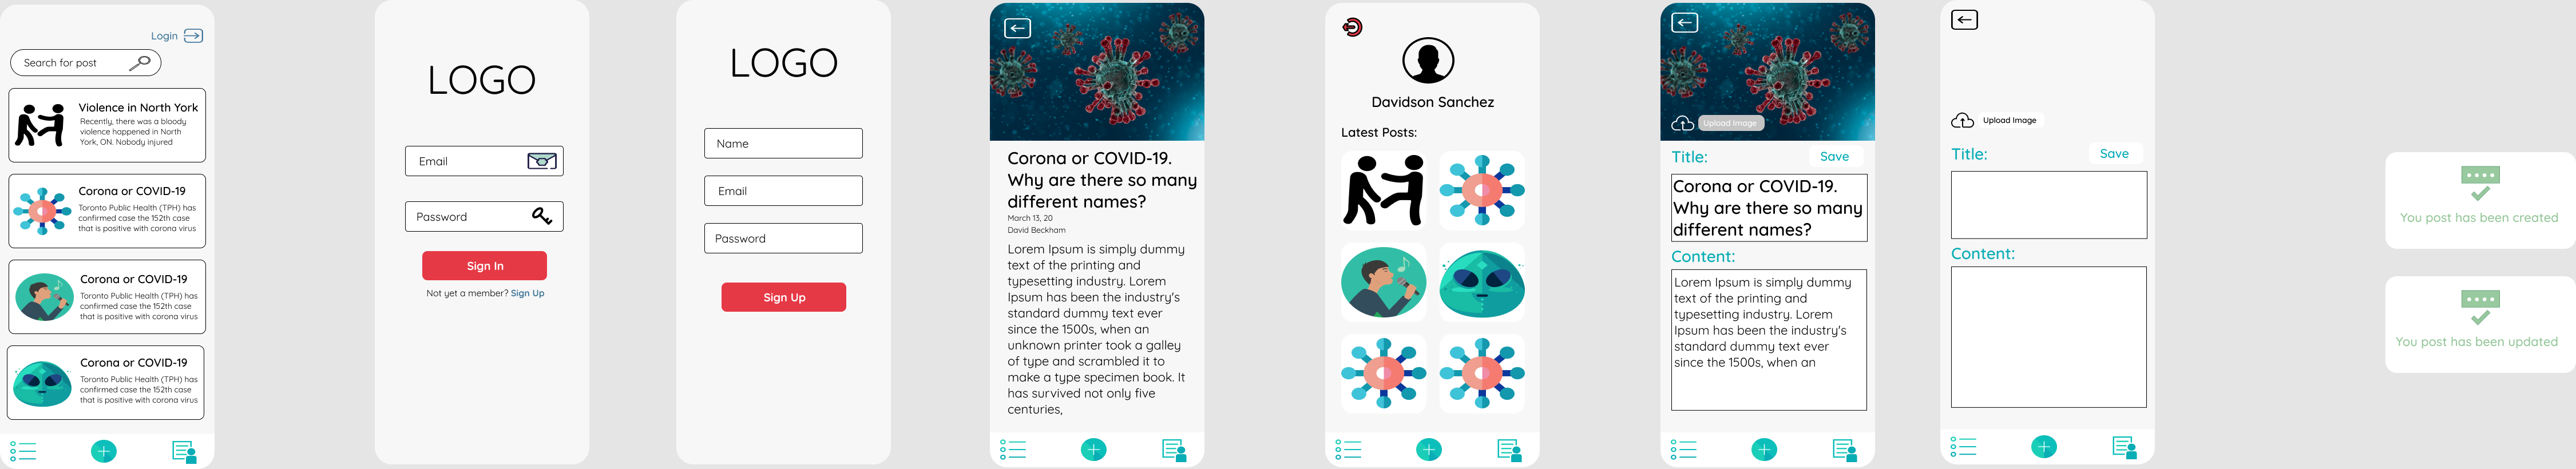 Login
Search for post
Violence in North York
Recently, there was a bloody
violence happened in North
York, ON. Nobody injured
Corona or COVID-19
Toronto Public Health (TPH) has
confirmed case the 152th case
that is positive with corona virus
Corona or COVID-19
Toronto Public Health (TPH) has
confirmed case the 152th case
that is positive with corona virus
Corona or COVID-19
Toronto Public Health (TPH) has
confirmed case the 152th case
that is positive with corona virus
LOGO
Email
Password
Sign In
Not yet a member? Sign Up
LOGO
Name
Email
Password
Sign Up
Corona or COVID-19.
Why are there so many
different names?
March 13, 20
David Beckham
Lorem Ipsum is simply dummy
text of the printing and
typesetting industry. Lorem
Ipsum has been the industry's
standard dummy text ever
since the 1500s, when an
unknown printer took a galley
of type and scrambled it to
make a type specimen book. It
has survived not only five
centuries,
Davidson Sanchez
Latest Posts:
Upload Image
Title:
Save
Corona or COVID-19.
Why are there so many
different names?
Content:
Lorem Ipsum is simply dummy
text of the printing and
typesetting industry. Lorem
Ipsum has been the industry's
standard dummy text ever
since the 1500s, when an
Upload Image
Title:
Save
Content:
You post has been created
You post has been updated